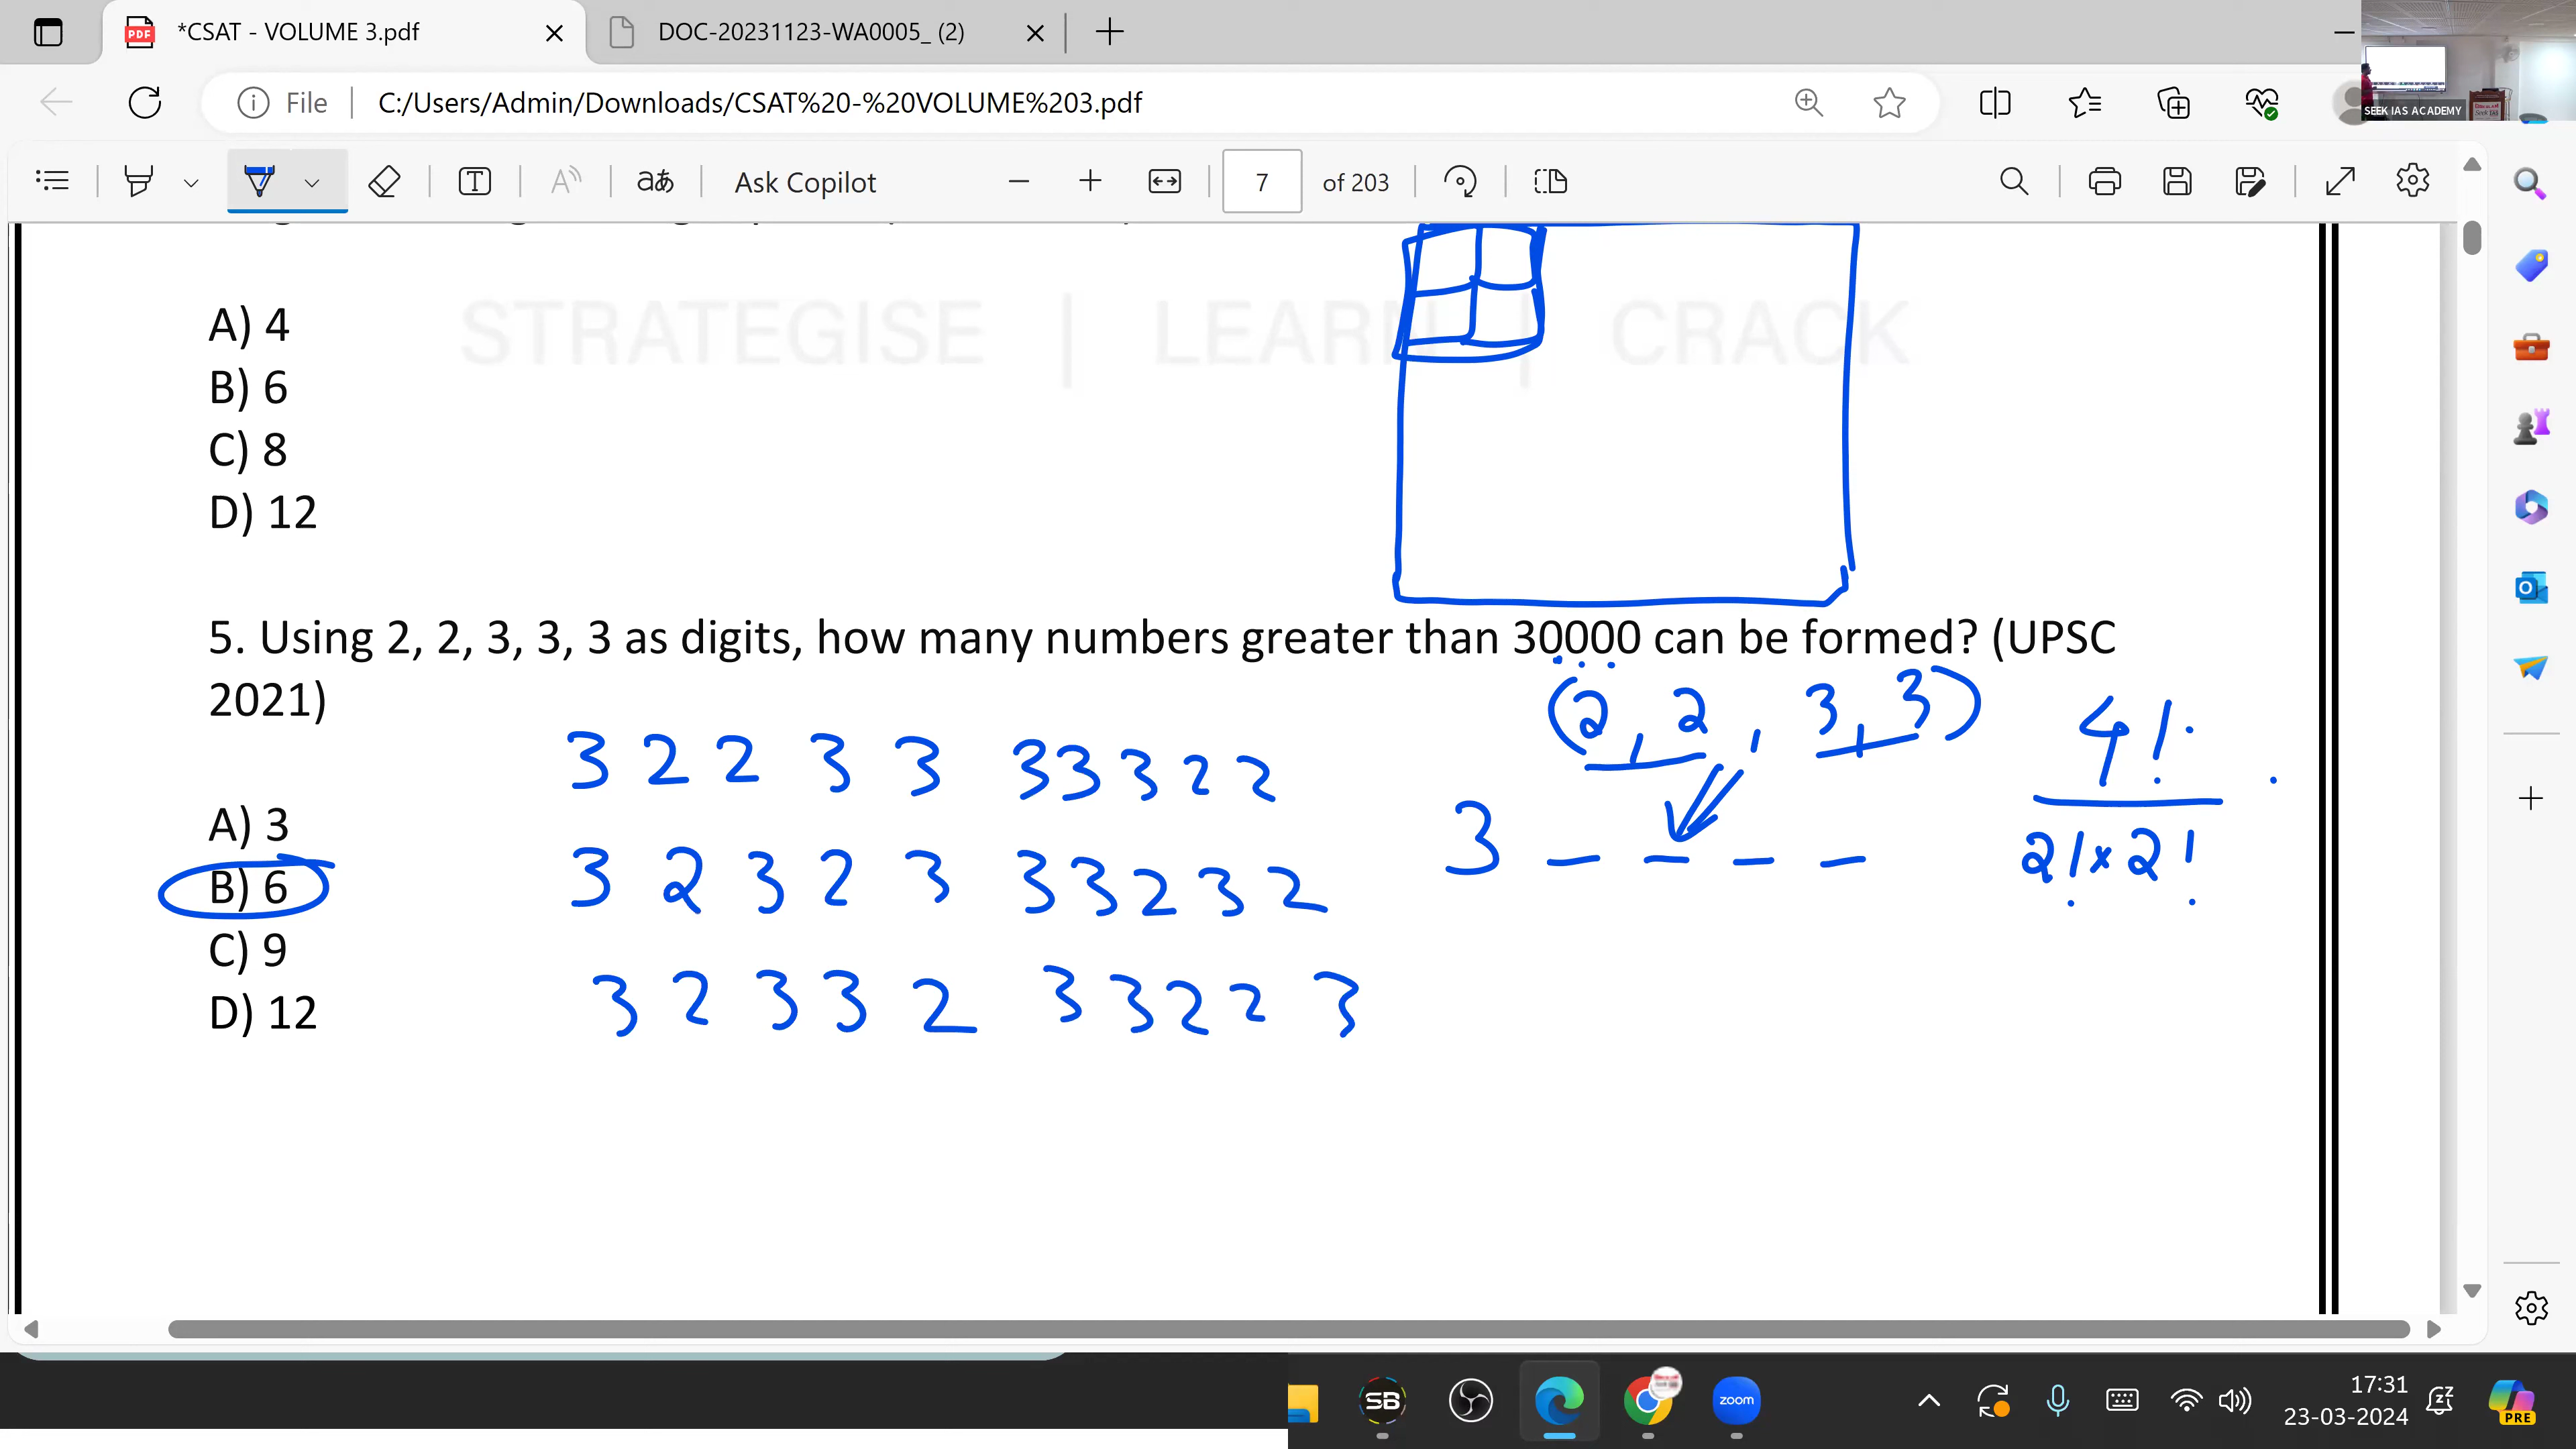 *CSAT - VOLUME 3.pdf
DOC-20231123-WA0005_ (2)
File
C:/Users/Admin/Downloads/CSAT%20-%20VOLUME%203.pdf
SEEK IAS ACADEMY
Ask Copilot
7
of 203
STRATEGISE | LEARN | CRACK
A) 4
B) 6
C) 8
D) 12
5. Using 2, 2, 3, 3, 3 as digits, how many numbers greater than 30000 can be formed? (UPSC
2021)
(2, 2, 3, 3)
4!
2! × 2!
3 2 2 3 3 3 3 3 2 2
3 _ _ _ _
A) 3
3 2 3 2 3 3 3 2 3 2
B) 6
C) 9
3 2 3 3 2 3 3 2 2 3
D) 12
SB
zoom
17:31
23-03-2024
PRE